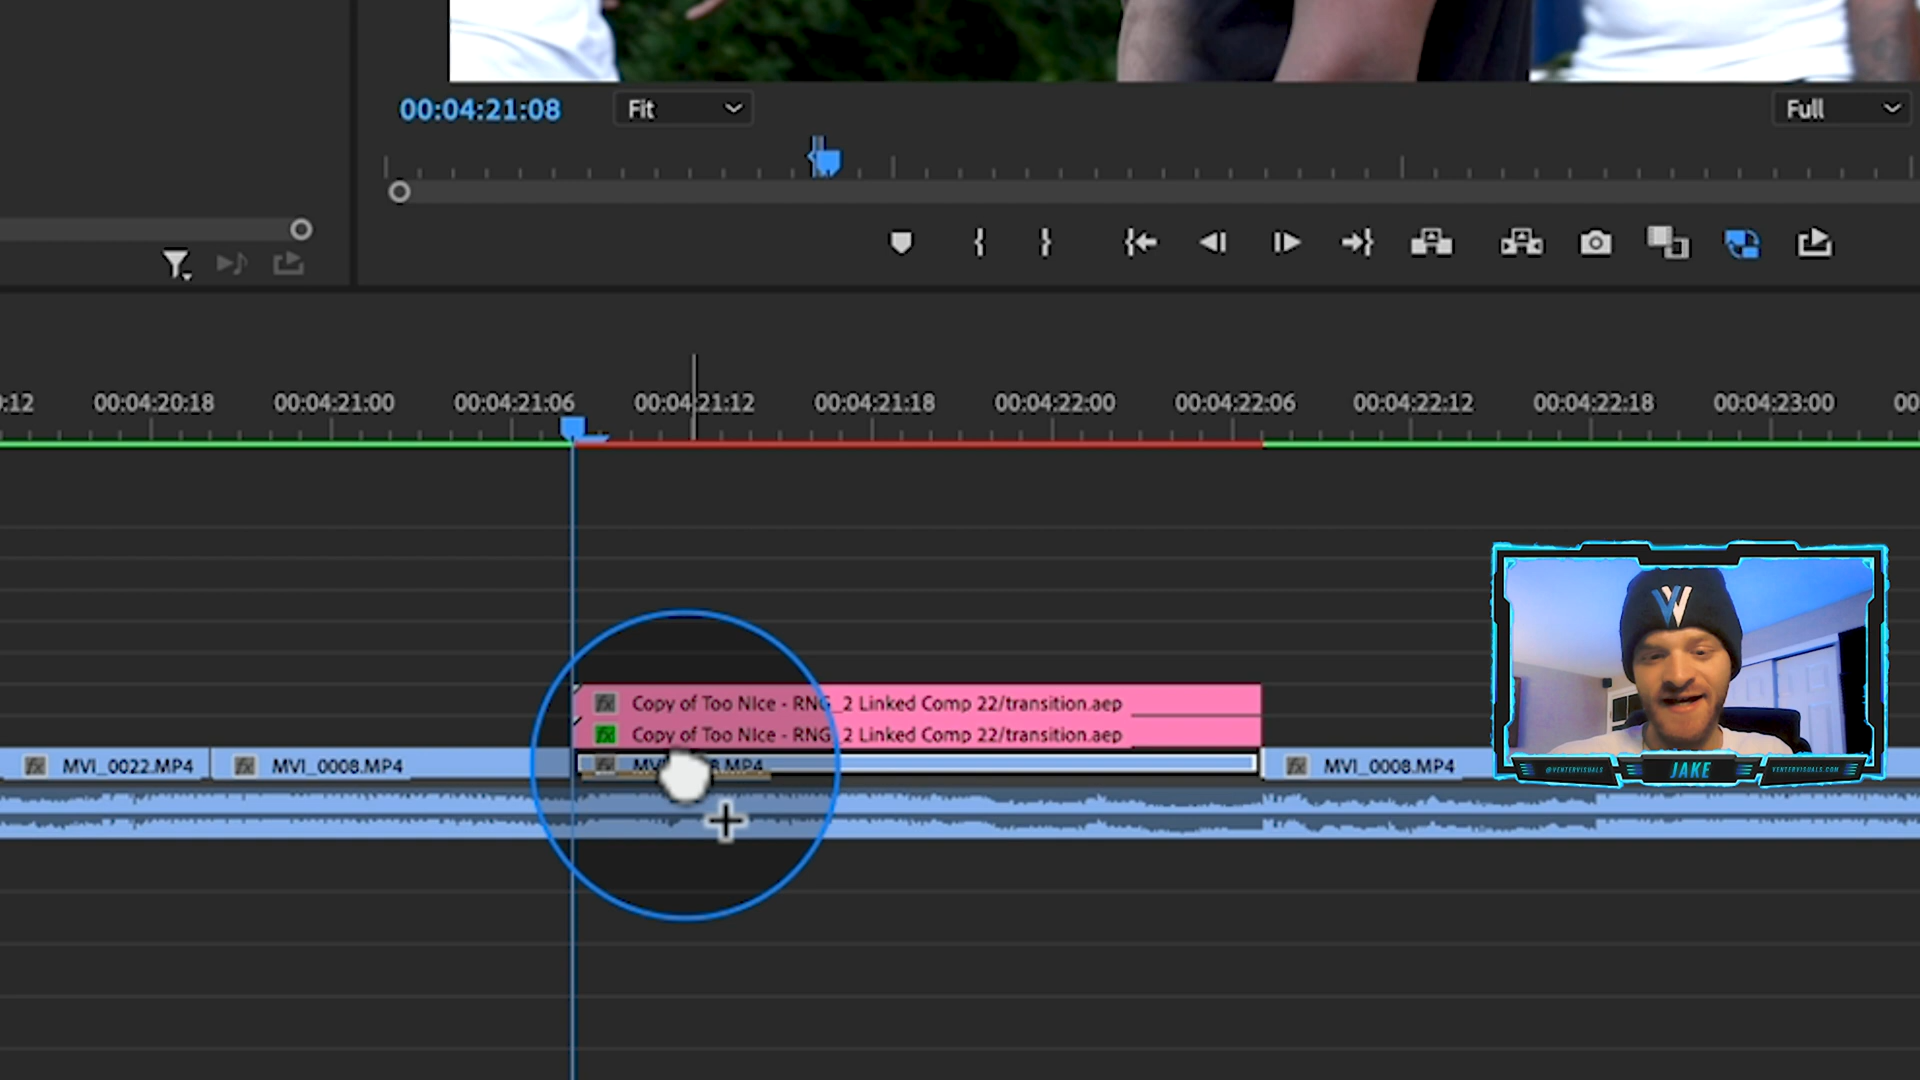 00:04:21:08
Fit
Full
0:12
00:04:20:18
00:04:21:00
00:04:21:06
00:04:21:12
00:04:21:18
00:04:22:00
00:04:22:06
00:04:22:12
00:04:22:18
00:04:23:00
00
Copy of Too NIce - RNG_2 Linked Comp 22/transition.aep
Copy of Too NIce - RNG_2 Linked Comp 22/transition.aep
MVI_0022.MP4
MVI_0008.MP4
MVI_0008.MP4
@VENTERVISUALS
JAKE
VENTERVISUALS.COM